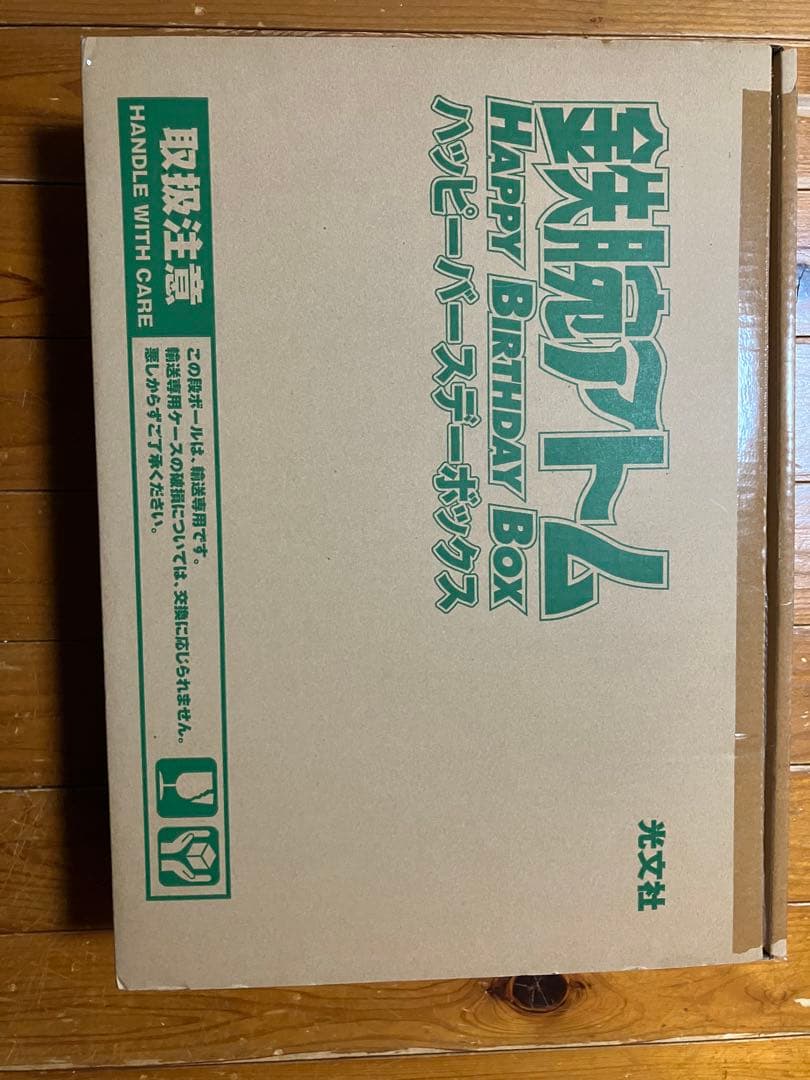 鉄腕アトム
HAPPY BIRTHDAY BOX
ハッピーバースデーボックス
光文社
取扱注意
HANDLE WITH CARE
この段ボールは、輸送専用です。
輸送専用ケースの破損については、交換に応じられません。
悪しからずご了承ください。